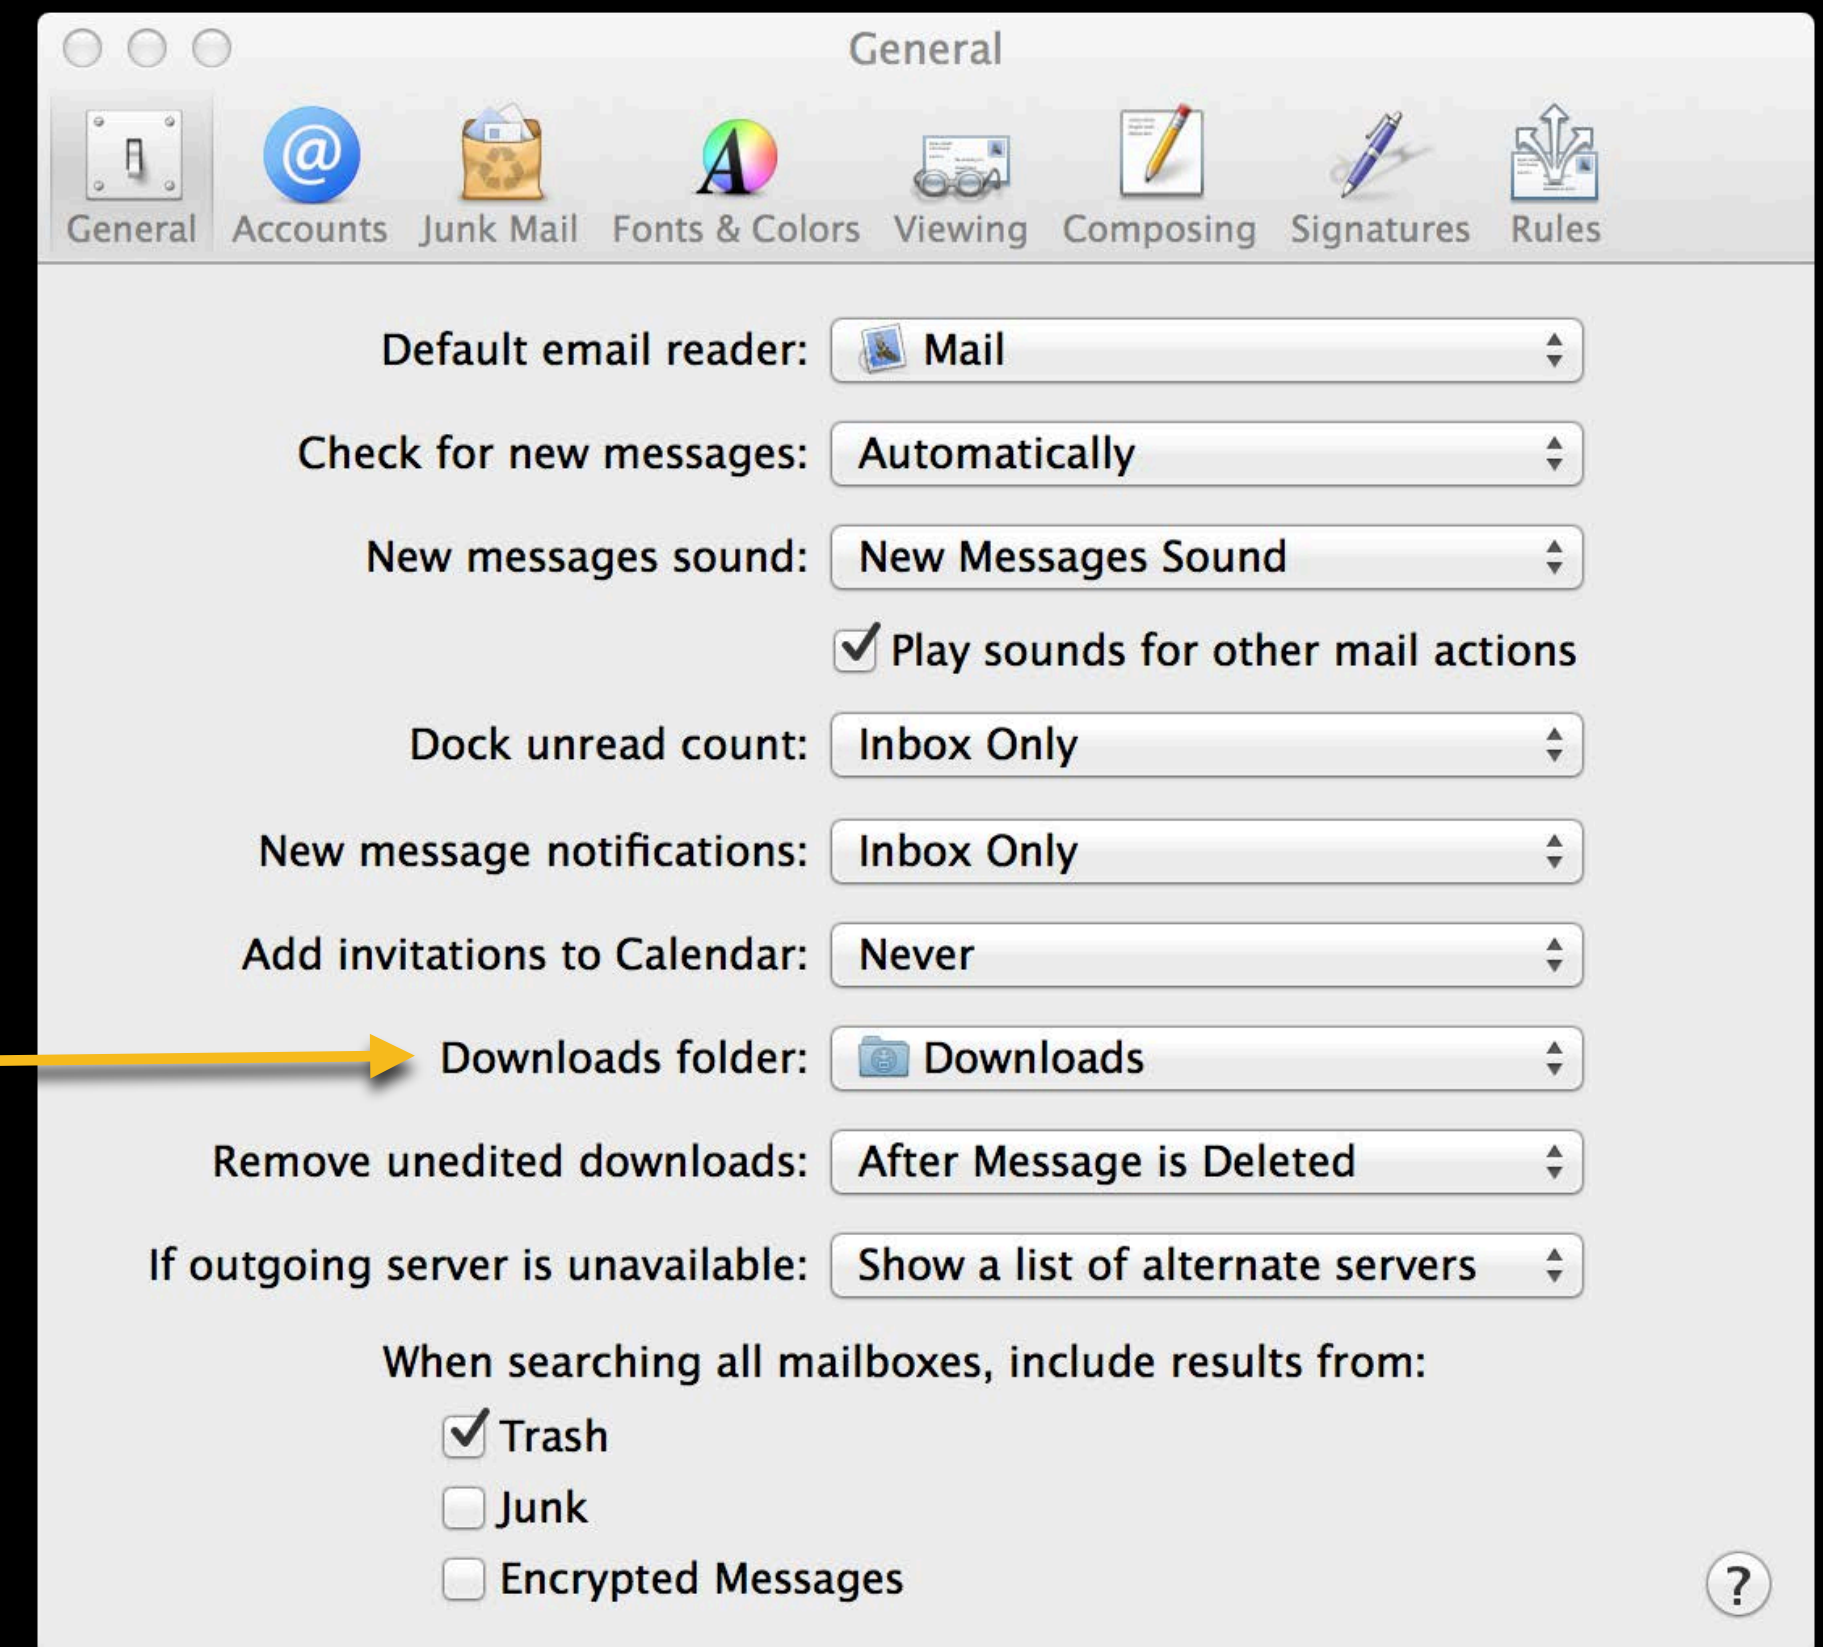 General
General Accounts Junk Mail Fonts & Colors Viewing Composing Signatures Rules
Default email reader: Mail
Check for new messages: Automatically
New messages sound: New Messages Sound
Play sounds for other mail actions
Dock unread count: Inbox Only
New message notifications: Inbox Only
Add invitations to Calendar: Never
Downloads folder: Downloads
Remove unedited downloads: After Message is Deleted
If outgoing server is unavailable: Show a list of alternate servers
When searching all mailboxes, include results from:
Trash
Junk
Encrypted Messages
?